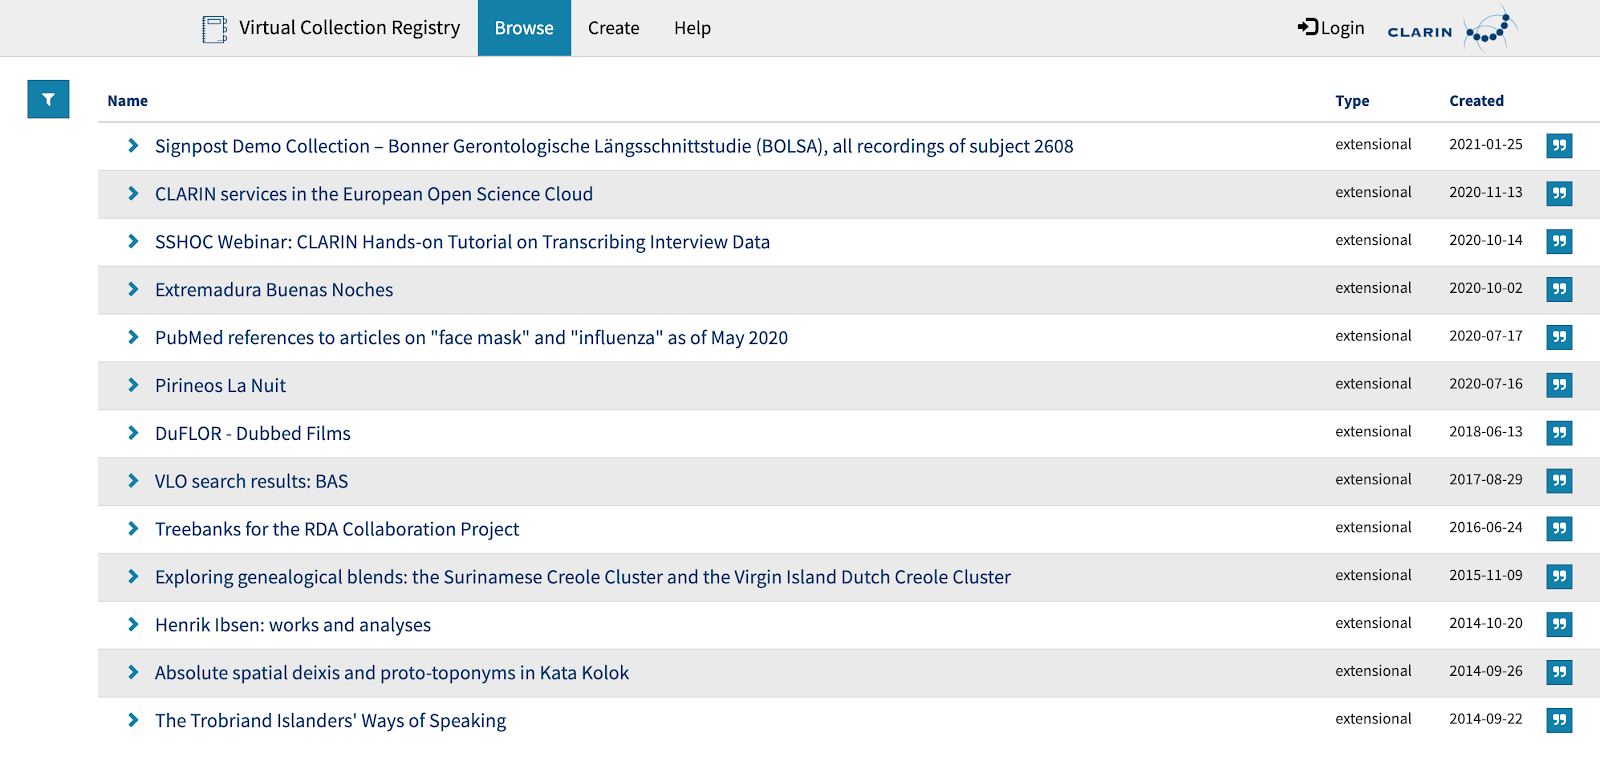 Virtual Collection Registry Browse Create Help Login CLARIN
Name Type Created
Signpost Demo Collection – Bonner Gerontologische Längsschnittstudie (BOLSA), all recordings of subject 2608 extensional 2021-01-25
CLARIN services in the European Open Science Cloud extensional 2020-11-13
SSHOC Webinar: CLARIN Hands-on Tutorial on Transcribing Interview Data extensional 2020-10-14
Extremadura Buenas Noches extensional 2020-10-02
PubMed references to articles on "face mask" and "influenza" as of May 2020 extensional 2020-07-17
Pirineos La Nuit extensional 2020-07-16
DuFLOR - Dubbed Films extensional 2018-06-13
VLO search results: BAS extensional 2017-08-29
Treebanks for the RDA Collaboration Project extensional 2016-06-24
Exploring genealogical blends: the Surinamese Creole Cluster and the Virgin Island Dutch Creole Cluster extensional 2015-11-09
Henrik Ibsen: works and analyses extensional 2014-10-20
Absolute spatial deixis and proto-toponyms in Kata Kolok extensional 2014-09-26
The Trobriand Islanders' Ways of Speaking extensional 2014-09-22